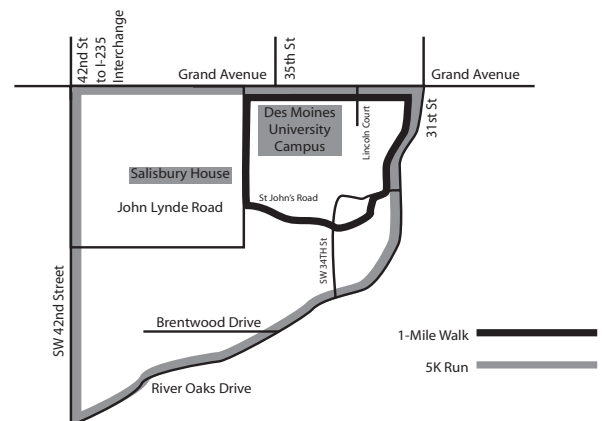 42nd St
to I-235
Interchange
35th St
Grand Avenue
Grand Avenue
31st St
Des Moines
University
Campus
Lincoln Court
Salisbury House
St John's Road
John Lynde Road
SW 34TH St
SW 42nd Street
Brentwood Drive
River Oaks Drive
1-Mile Walk
5K Run